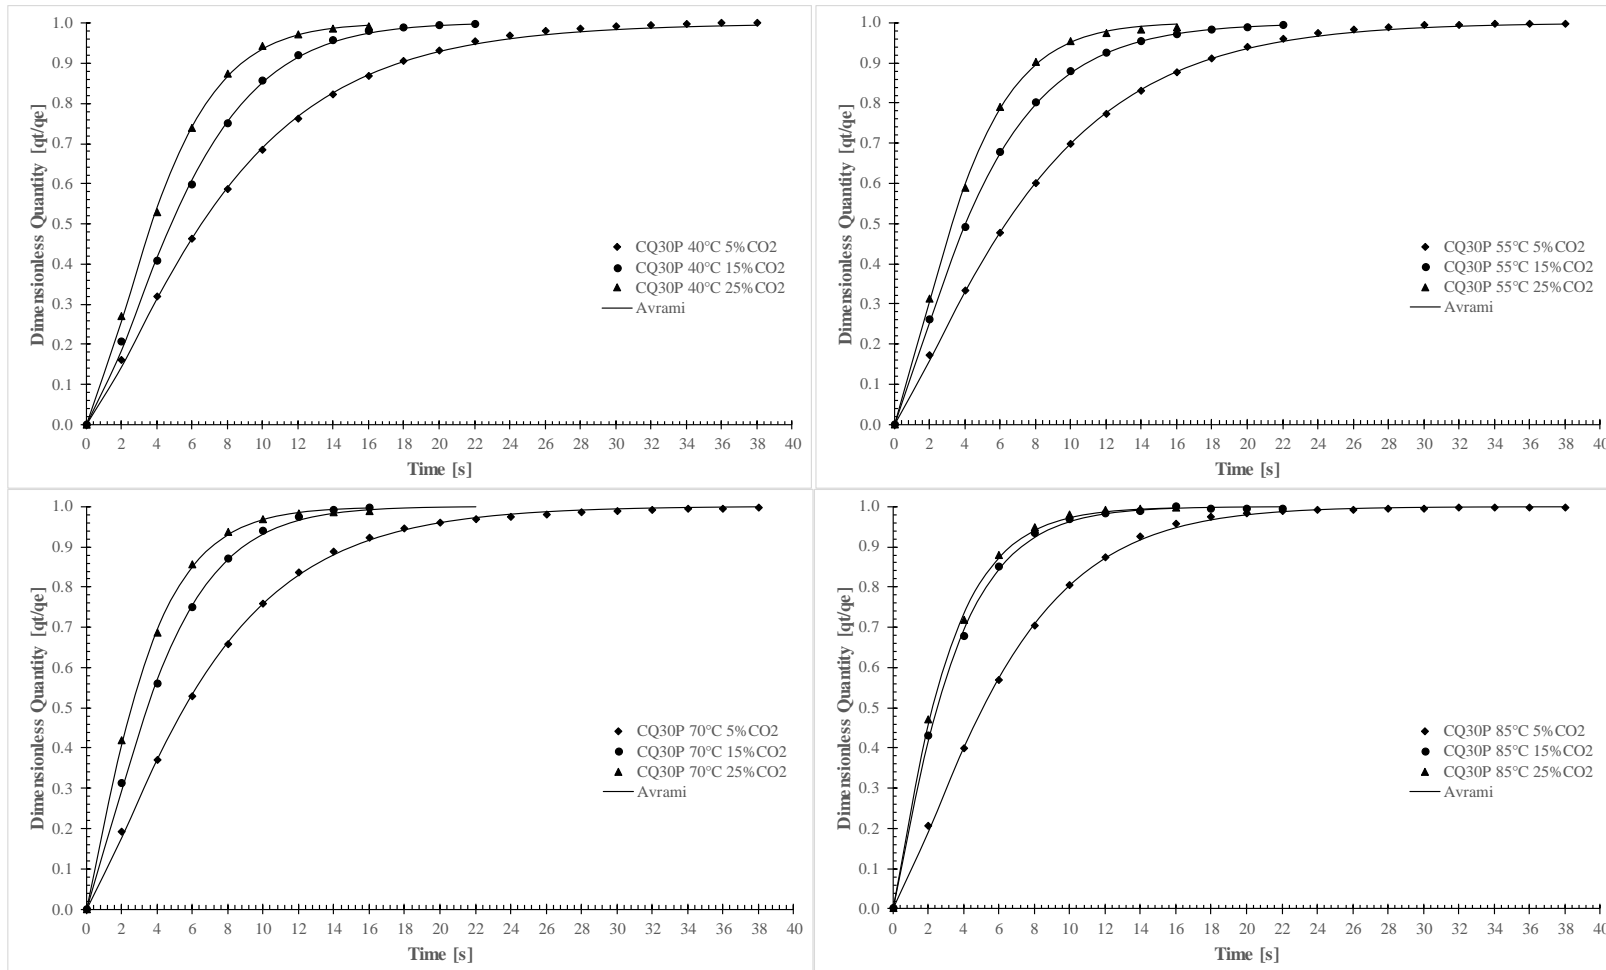 1.0
0.9
0.8
0.7
0.6
0.5
0.4
0.3
0.2
0.1
0.0
Dimensionless Quantity [qt/qe]
CQ30P 40°C 5%CO2
CQ30P 40°C 15%CO2
CQ30P 40°C 25%CO2
Avrami
0 2 4 6 8 10 12 14 16 18 20 22 24 26 28 30 32 34 36 38 40
Time [s]
1.0
0.9
0.8
0.7
0.6
0.5
0.4
0.3
0.2
0.1
0.0
Dimensionless Quantity [qt/qe]
CQ30P 55°C 5%CO2
CQ30P 55°C 15%CO2
CQ30P 55°C 25%CO2
Avrami
0 2 4 6 8 10 12 14 16 18 20 22 24 26 28 30 32 34 36 38 40
Time [s]
1.0
0.9
0.8
0.7
0.6
0.5
0.4
0.3
0.2
0.1
0.0
Dimensionless Quantity [qt/qe]
CQ30P 70°C 5%CO2
CQ30P 70°C 15%CO2
CQ30P 70°C 25%CO2
Avrami
0 2 4 6 8 10 12 14 16 18 20 22 24 26 28 30 32 34 36 38 40
Time [s]
1.0
0.9
0.8
0.7
0.6
0.5
0.4
0.3
0.2
0.1
0.0
Dimensionless Quantity [qt/qe]
CQ30P 85°C 5%CO2
CQ30P 85°C 15%CO2
CQ30P 85°C 25%CO2
Avrami
0 2 4 6 8 10 12 14 16 18 20 22 24 26 28 30 32 34 36 38 40
Time [s]